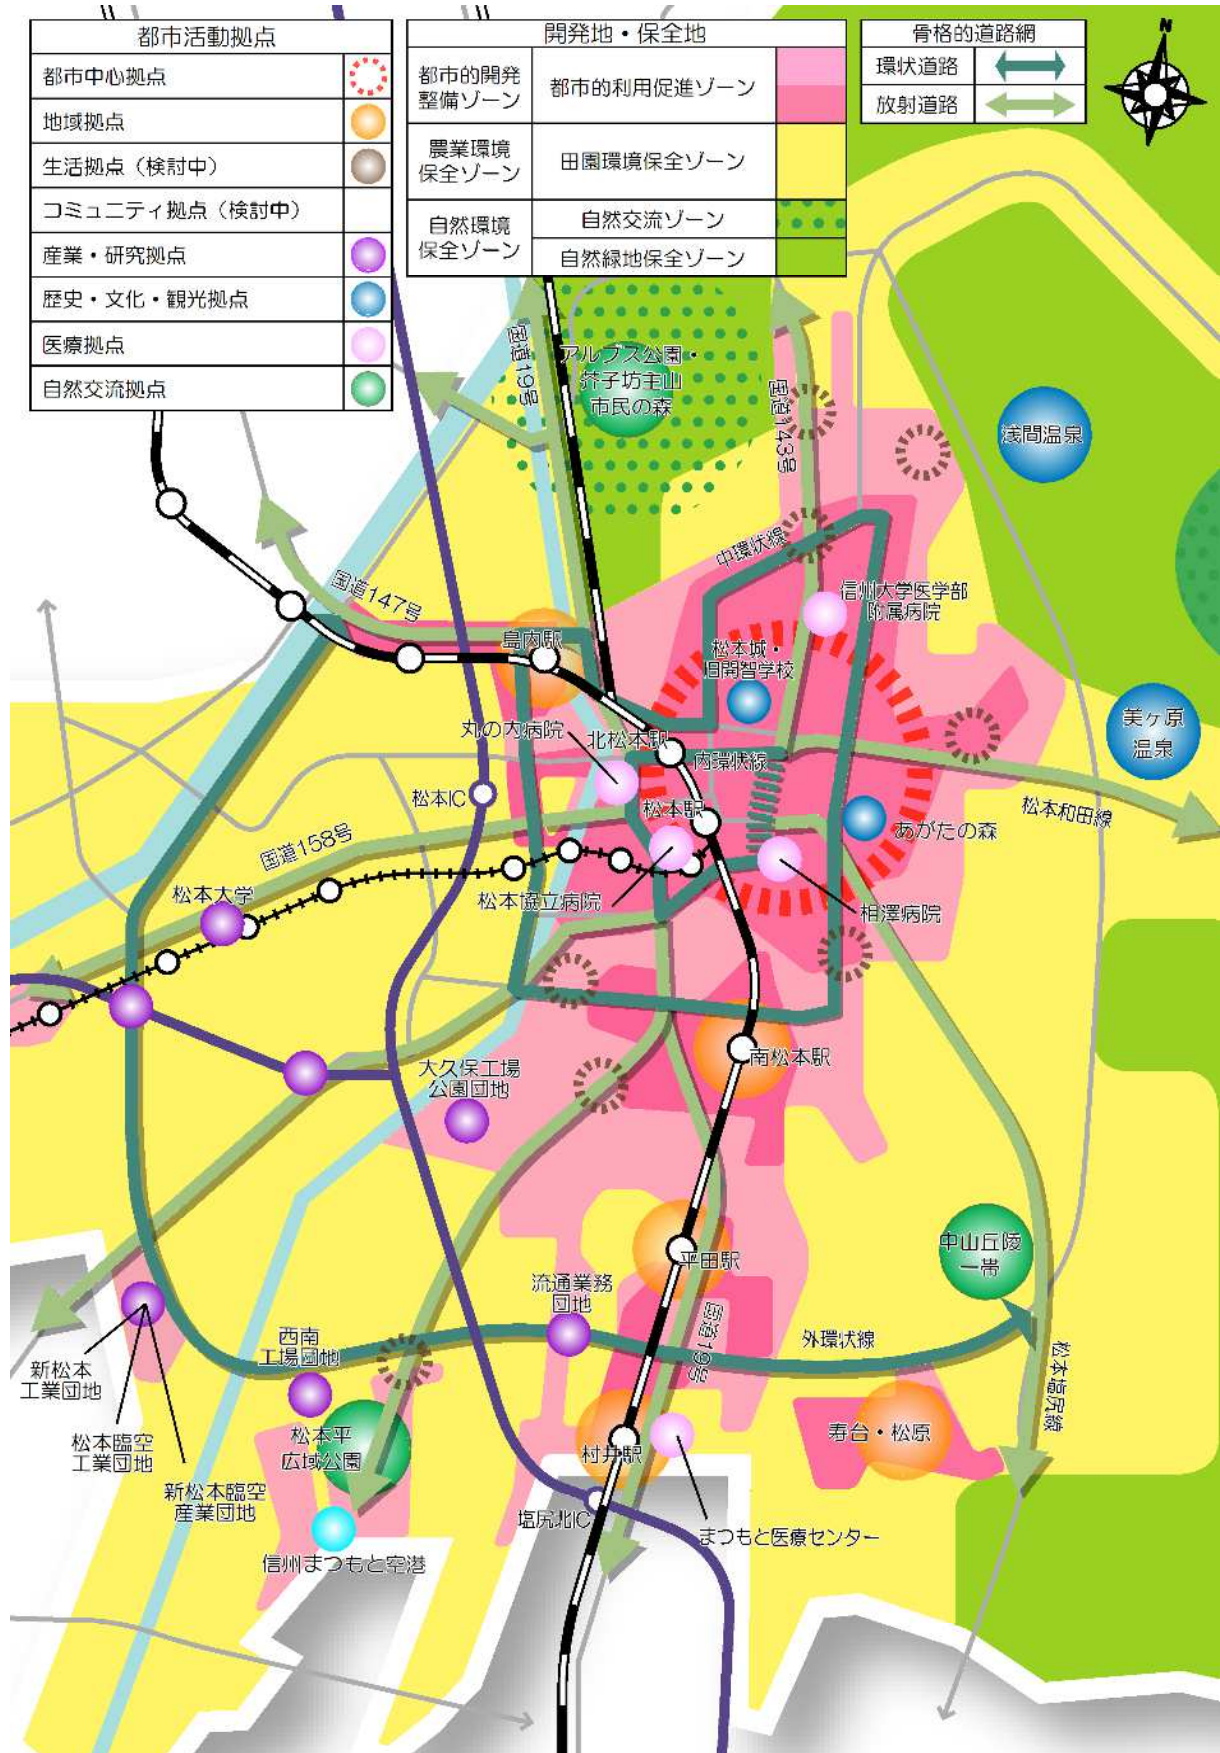 都市活動拠点
都市中心拠点
地域拠点
生活拠点（検討中）
コミュニティ拠点（検討中）
産業・研究拠点
歴史・文化・観光拠点
医療拠点
自然交流拠点
開発地・保全地
都市的開発
整備ゾーン
都市的利用促進ゾーン
農業環境
保全ゾーン
田園環境保全ゾーン
自然環境
保全ゾーン
自然交流ゾーン
自然緑地保全ゾーン
骨格的道路網
環状道路
放射道路
N
国道19号
アルプス公園・
芥子坊主山
市民の森
国道143号
浅間温泉
中環状線
国道147号
島内駅
信州大学医学部
附属病院
松本城・
旧開智学校
美ヶ原
温泉
丸の内病院
北松本駅
内環状線
松本IC
松本駅
あがたの森
松本和田線
国道158号
松本大学
松本協立病院
相澤病院
南松本駅
大久保工場
公園団地
中山丘陵
一帯
平田駅
流通業務
団地
国道19号
外環状線
松本塩尻線
西南
工場団地
新松本
工業団地
松本臨空
工業団地
新松本臨空
産業団地
松本平
広域公園
寿台・松原
村井駅
塩尻北IC
まつもと医療センター
信州まつもと空港